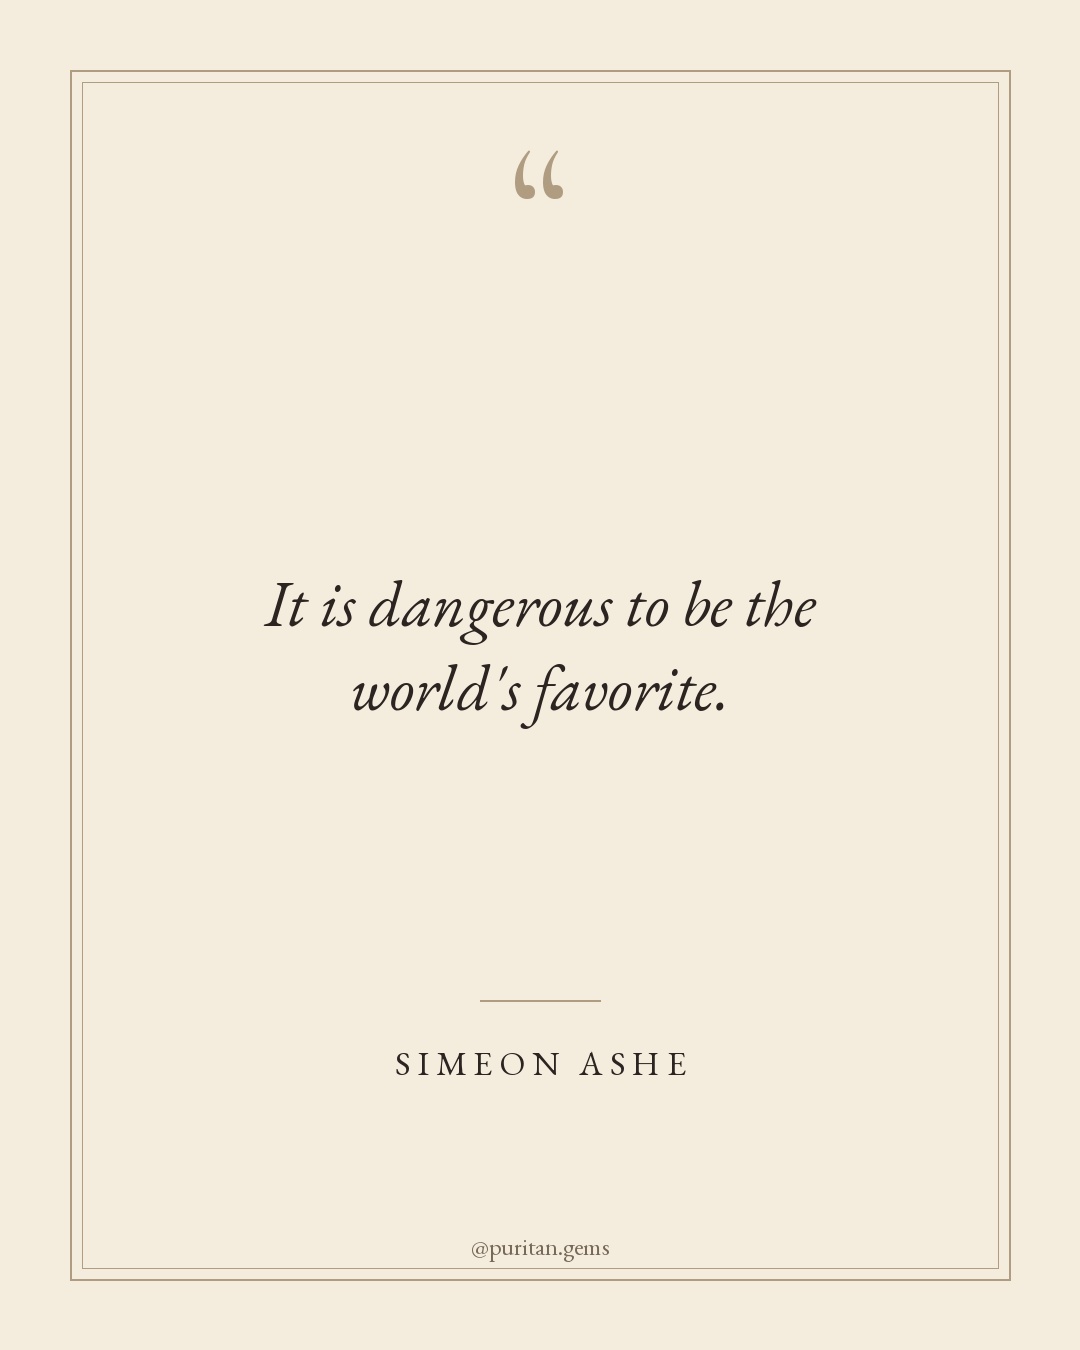 “
It is dangerous to be the
world's favorite.
SIMEON ASHE
@puritan.gems